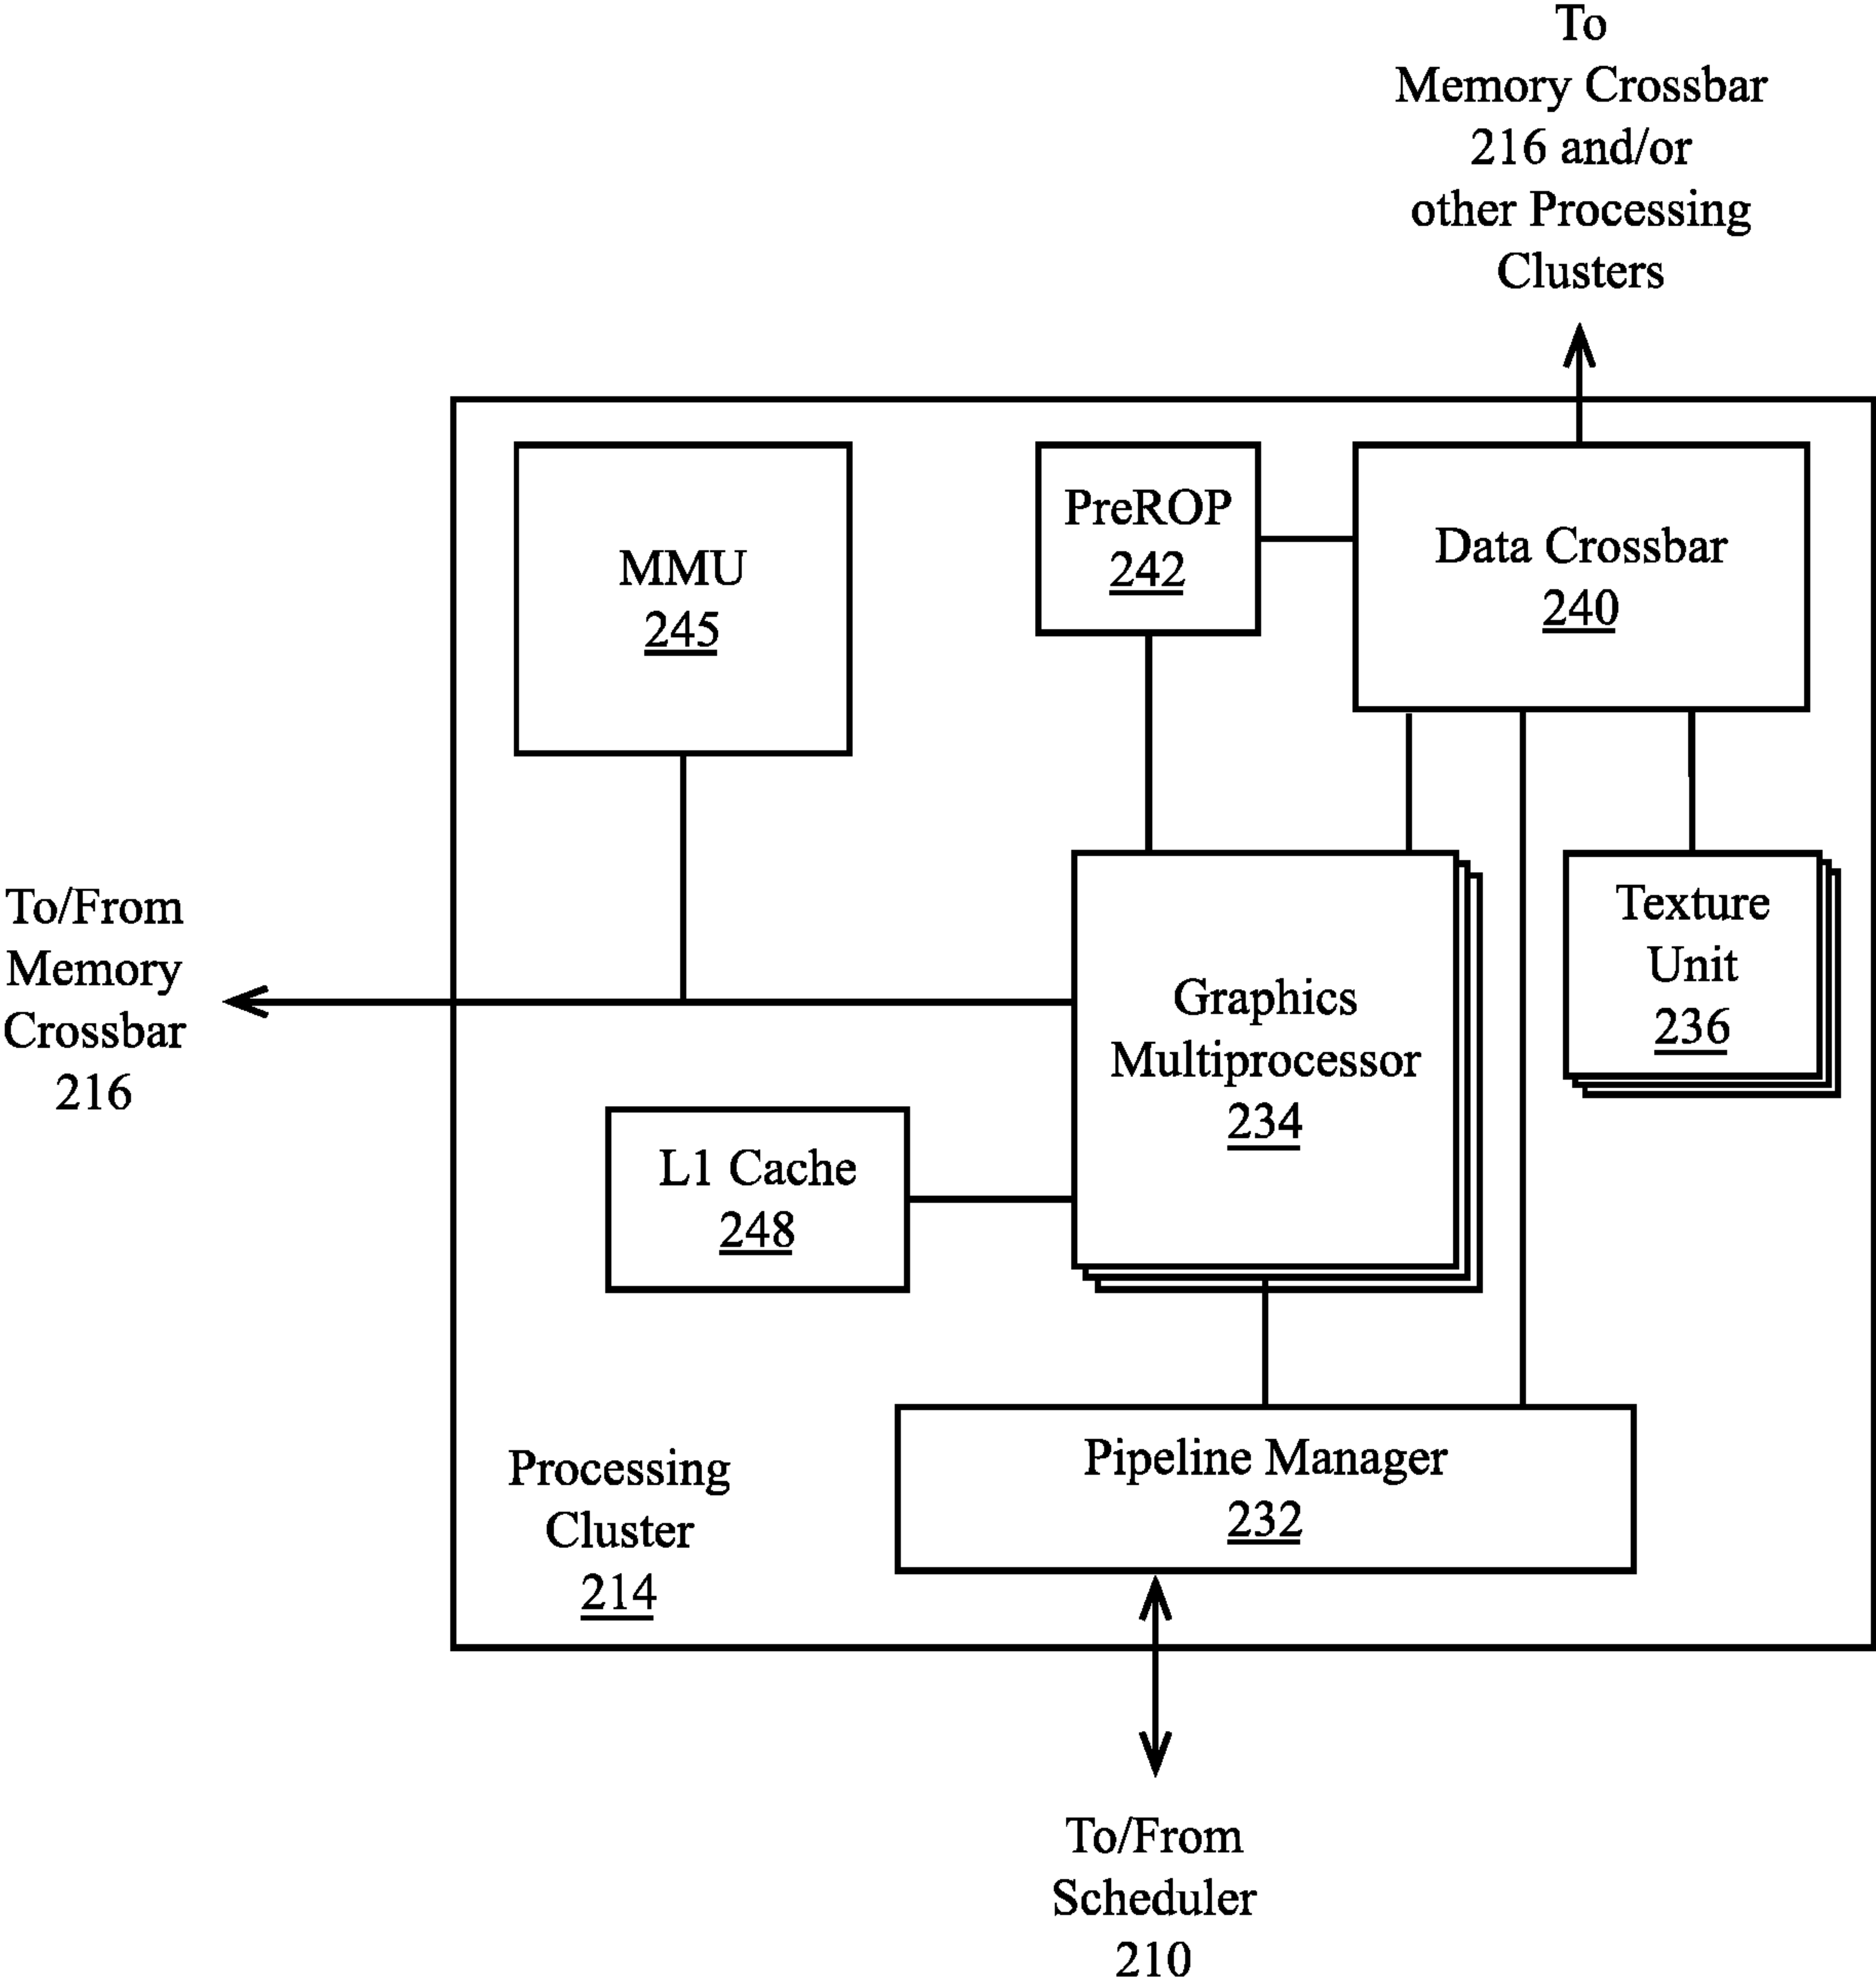 To
Memory Crossbar
216 and/or
other Processing
Clusters
MMU
245
PreROP
242
Data Crossbar
240
To/From
Memory
Crossbar
216
Graphics
Multiprocessor
234
Texture
Unit
236
L1 Cache
248
Processing
Cluster
214
Pipeline Manager
232
To/From
Scheduler
210